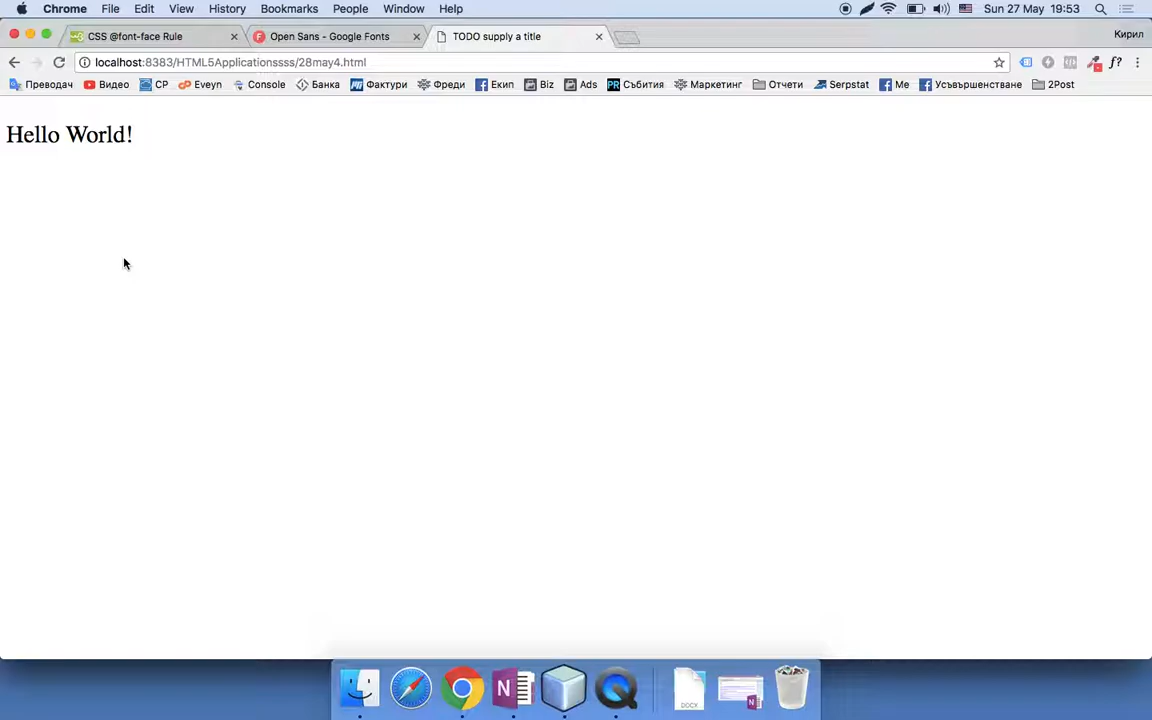 Chrome File Edit View History Bookmarks People Window Help Sun 27 May 19:53
CSS @font-face Rule Open Sans - Google Fonts TODO supply a title Кирил
localhost:8383/HTML5Applicationssss/28may4.html f?
Преводач Видео CP Eveyn Console Банка Фактури Фреди Екип Biz Ads Събития Маркетинг Отчети Serpstat Me Усъвършенстване 2Post
Hello World!
DOCX